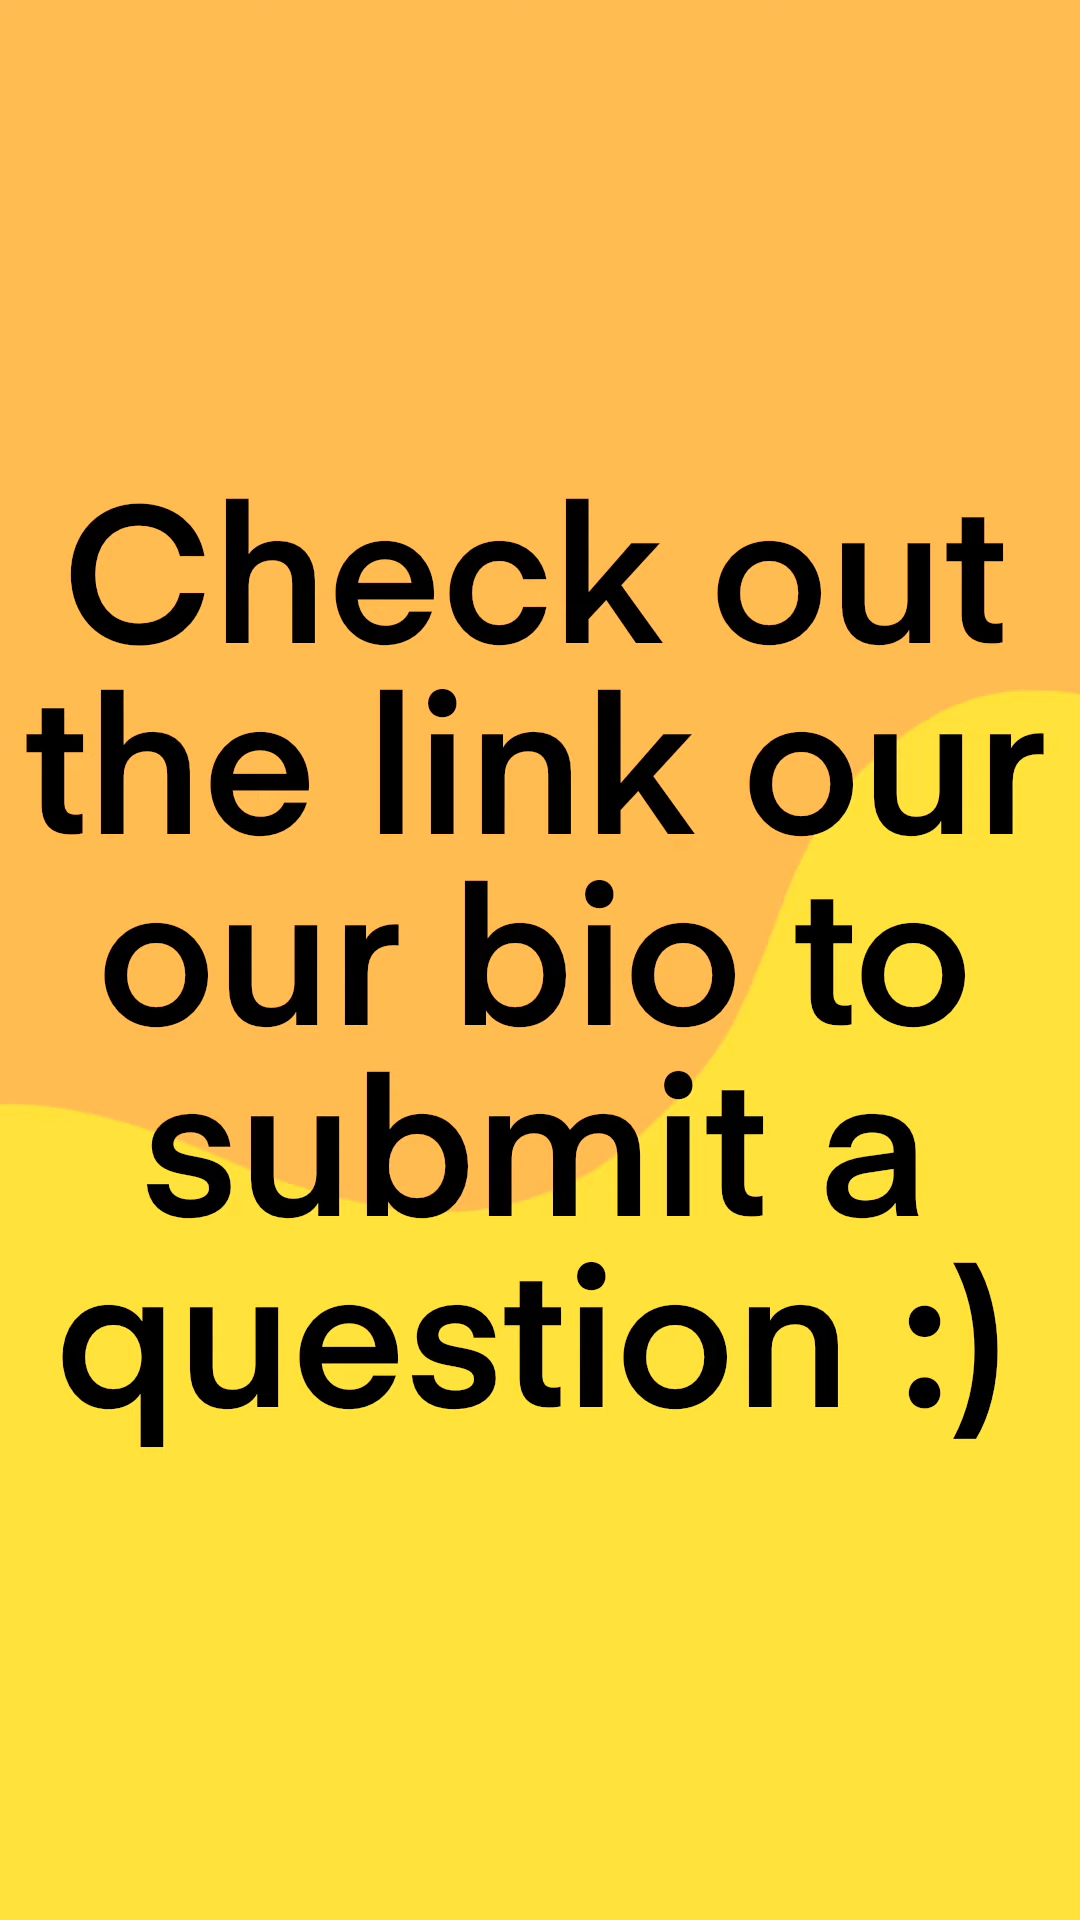 Check out
the link our
our bio to
submit a
question :)